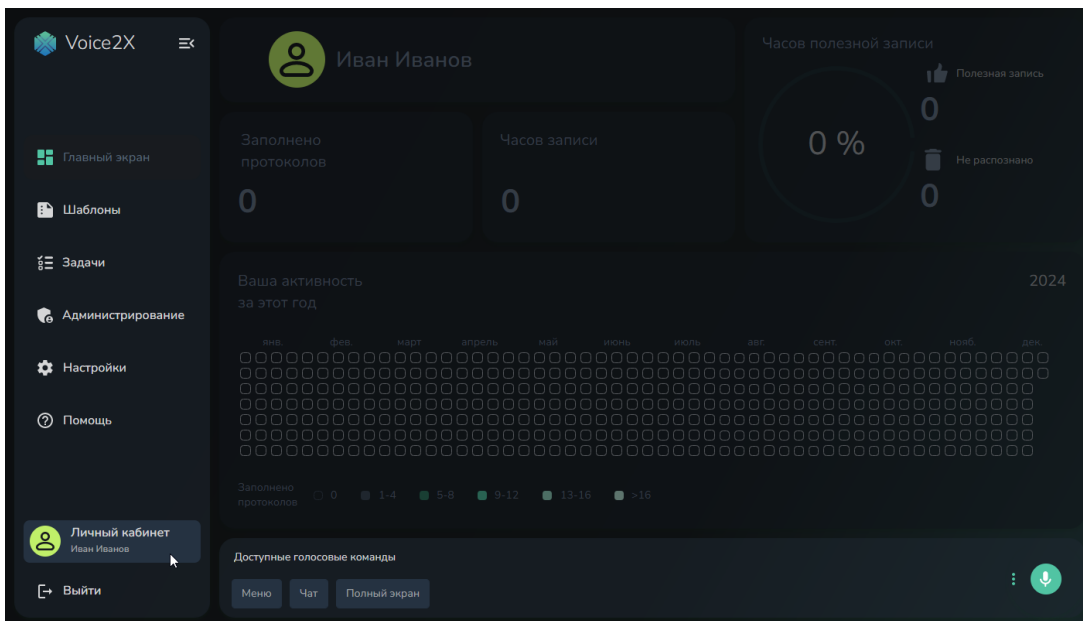 Voice2X
Главный экран
Шаблоны
Задачи
Администрирование
Настройки
Помощь
Личный кабинет
Иван Иванов
Выйти
Иван Иванов
Заполнено
протоколов
0
Часов записи
0
Часов полезной записи
0 %
Полезная запись
0
Не распознано
0
Ваша активность
за этот год
2024
янв.
фев.
март
апрель
май
июнь
июль
авг.
сент.
окт.
нояб.
дек.
Заполнено
протоколов
0
1-4
5-8
9-12
13-16
>16
Доступные голосовые команды
Меню
Чат
Полный экран